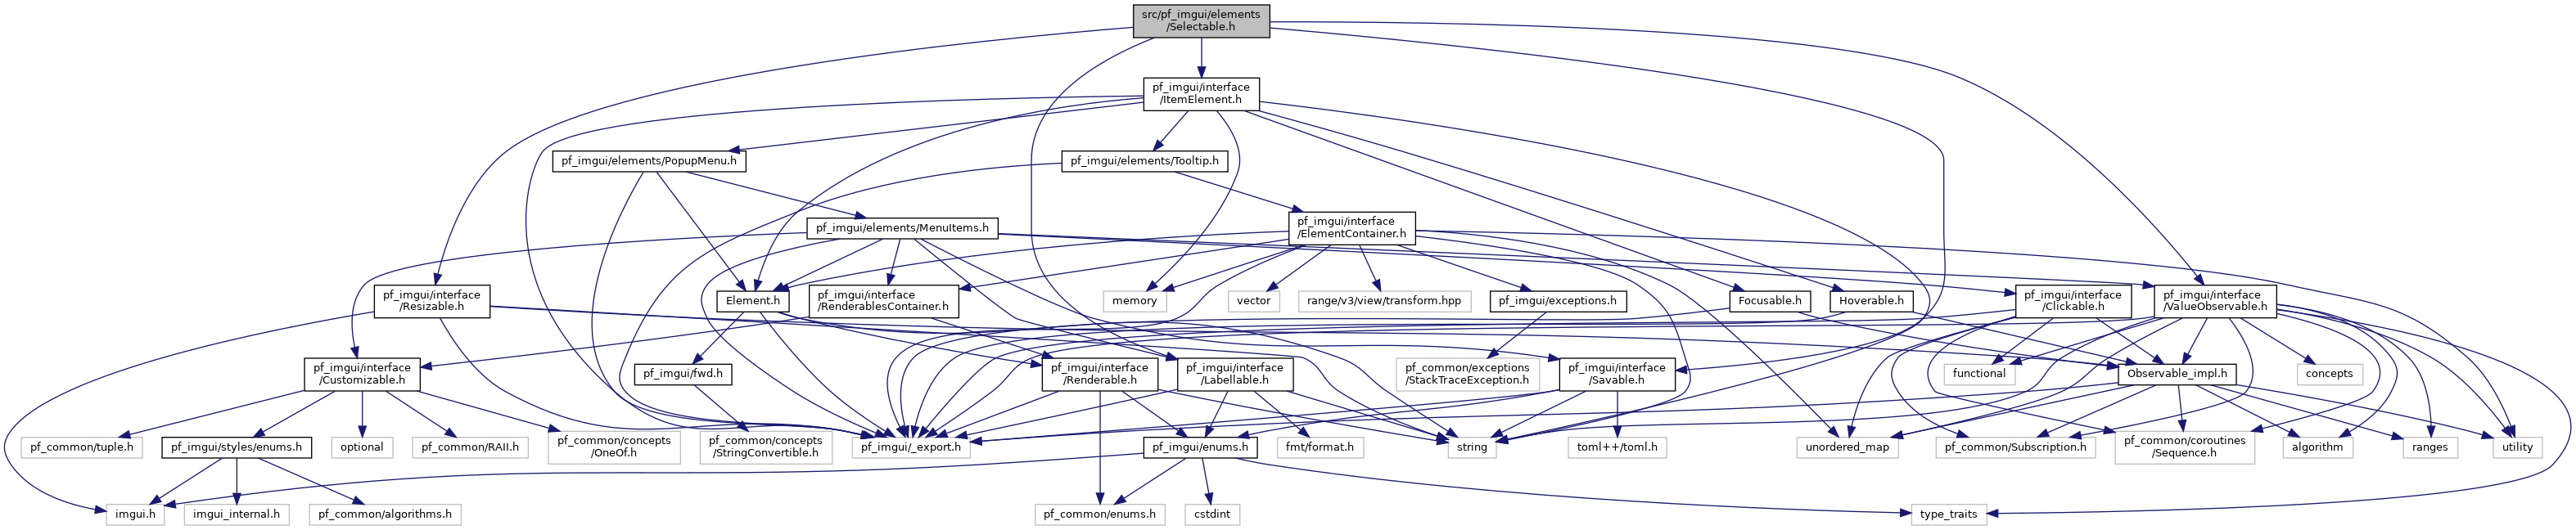 src/pf_imgui/elements
/Selectable.h
pf_imgui/interface
/ItemElement.h
pf_imgui/elements/PopupMenu.h
pf_imgui/elements/Tooltip.h
pf_imgui/elements/MenuItems.h
pf_imgui/interface
/ElementContainer.h
pf_imgui/interface
/Resizable.h
Element.h
pf_imgui/interface
/RenderablesContainer.h
memory
vector
range/v3/view/transform.hpp
pf_imgui/exceptions.h
Focusable.h
Hoverable.h
pf_imgui/interface
/Clickable.h
pf_imgui/interface
/ValueObservable.h
pf_imgui/interface
/Customizable.h
pf_imgui/fwd.h
pf_imgui/interface
/Renderable.h
pf_imgui/interface
/Labellable.h
pf_common/exceptions
/StackTraceException.h
pf_imgui/interface
/Savable.h
functional
Observable_impl.h
concepts
pf_common/tuple.h
pf_imgui/styles/enums.h
optional
pf_common/RAII.h
pf_common/concepts
/OneOf.h
pf_common/concepts
/StringConvertible.h
pf_imgui/_export.h
pf_imgui/enums.h
fmt/format.h
string
toml++/toml.h
unordered_map
pf_common/Subscription.h
pf_common/coroutines
/Sequence.h
algorithm
ranges
utility
imgui.h
imgui_internal.h
pf_common/algorithms.h
pf_common/enums.h
cstdint
type_traits